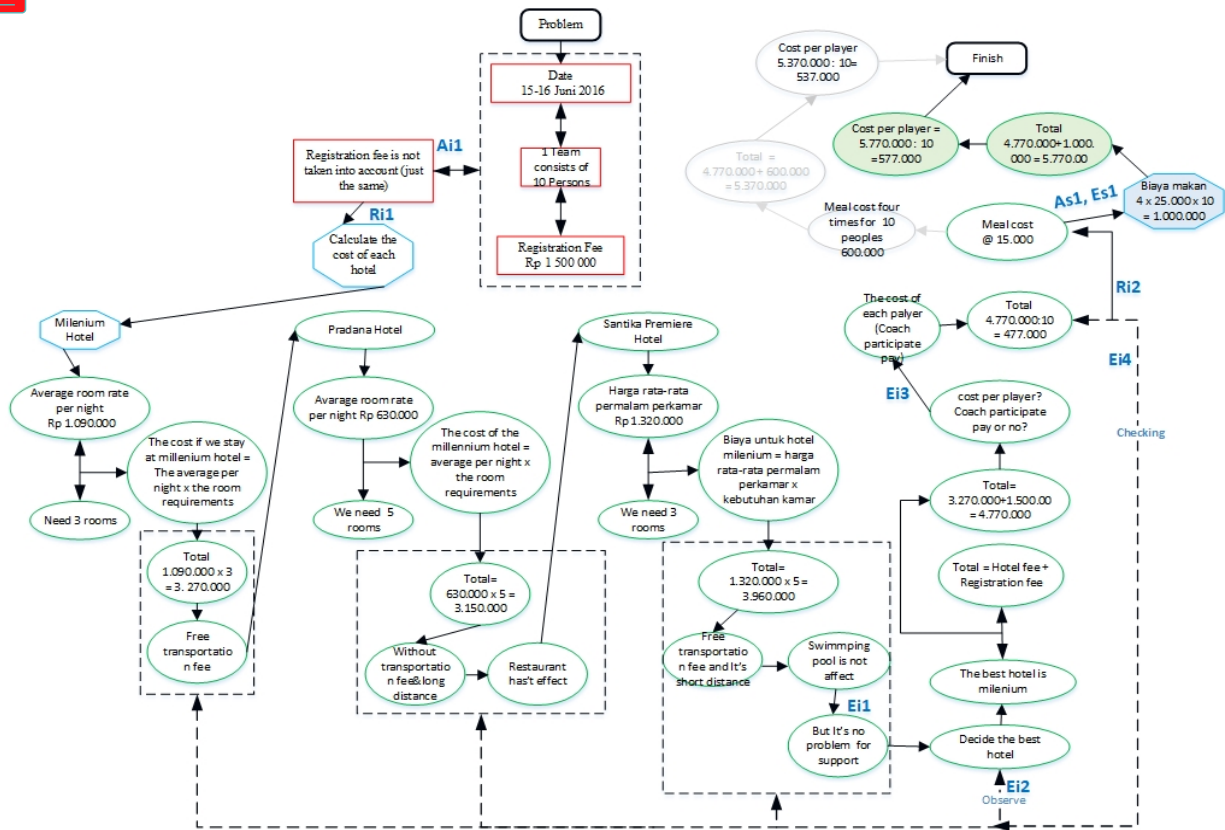 Problem
Date
15-16 Juni 2016
1 Team
consists of
10 Persons
Registration Fee
Rp 1 500 000
Ai1
Registration fee is not
taken into account (just
the same)
Ri1
Calculate the
cost of each
hotel
Milenium
Hotel
Average room rate
per night
Rp 1.090.000
Need 3 rooms
The cost if we stay
at millenium hotel =
The average per
night x the room
requirements
Total
1.090.000 x 3
= 3. 270.000
Free
transportatio
n fee
Pradana Hotel
Avarage room rate
per night Rp 630.000
We need 5
rooms
The cost of the
millennium hotel =
average per night x
the room
requirements
Total=
630.000 x 5 =
3.150.000
Without
transportatio
n fee&long
distance
Restaurant
has't effect
Santika Premiere
Hotel
Harga rata-rata
permalam perkamar
Rp 1.320.000
We need 3
rooms
Biaya untuk hotel
milenium = harga
rata-rata permalam
perkamar x
kebutuhan kamar
Total=
1.320.000 x 5 =
3.960.000
Free
transportatio
n fee and It's
short distance
Swimmping
pool is not
affect
Ei1
But It's no
problem for
support
Decide the best
hotel
Ei2
Observe
The best hotel is
milenium
Total = Hotel fee +
Registration fee
Total=
3.270.000+1.500.00
= 4.770.000
cost per player?
Coach participate
pay or no?
Ei3
The cost of
each palyer
(Coach
participate
pay)
Total
4.770.000:10
= 477.000
Ei4
Checking
Ri2
Meal cost
@ 15.000
Meal cost four
times for 10
peoples
600.000
Total =
4.770.000+ 600.000
= 5.370.000
Cost per player
5.370.000 : 10=
537.000
As1, Es1
Biaya makan
4 x 25.000 x 10
= 1.000.000
Total
4.770.000+1.000.
000 = 5.770.00
Cost per player =
5.770.000 : 10
=577.000
Finish